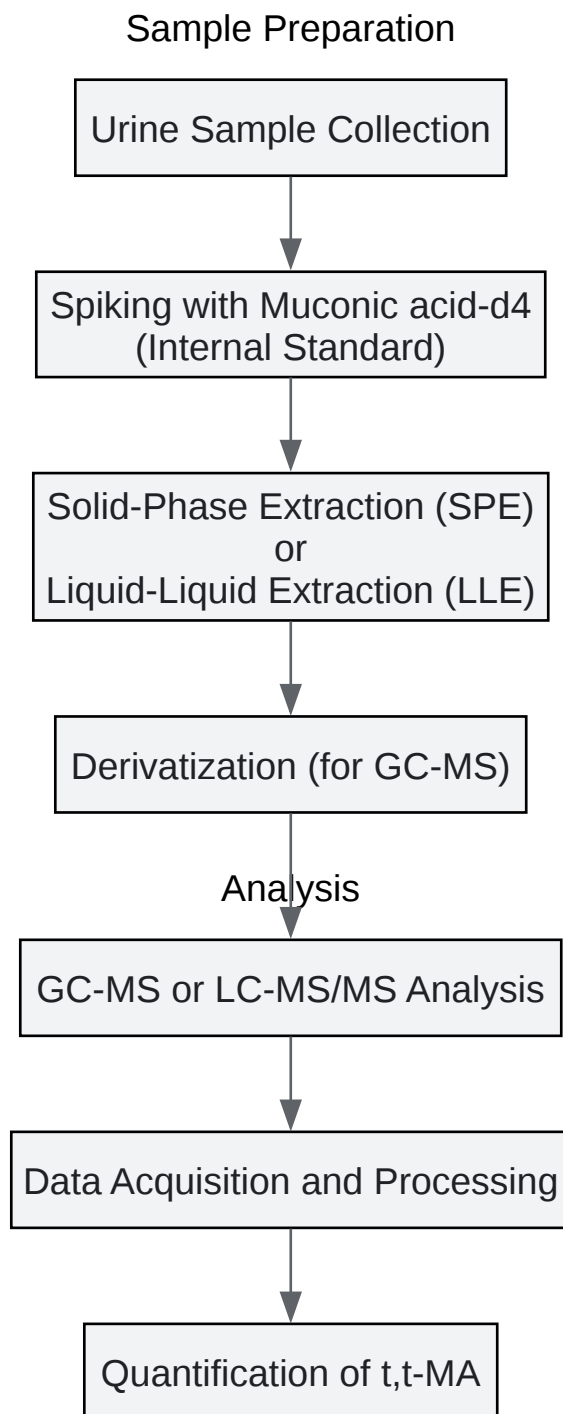 Sample Preparation
Urine Sample Collection
Spiking with Muconic acid-d4
(Internal Standard)
Solid-Phase Extraction (SPE)
or
Liquid-Liquid Extraction (LLE)
Derivatization (for GC-MS)
Analysis
GC-MS or LC-MS/MS Analysis
Data Acquisition and Processing
Quantification of t,t-MA